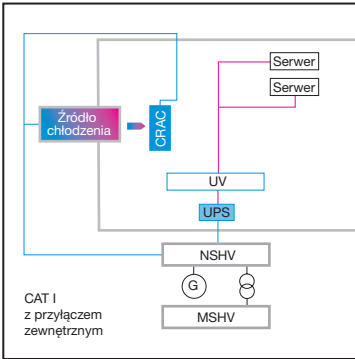 Serwer
Serwer
Źródło
chłodzenia
CRAC
UV
UPS
NSHV
G
MSHV
CAT I
z przyłączem
zewnętrznym